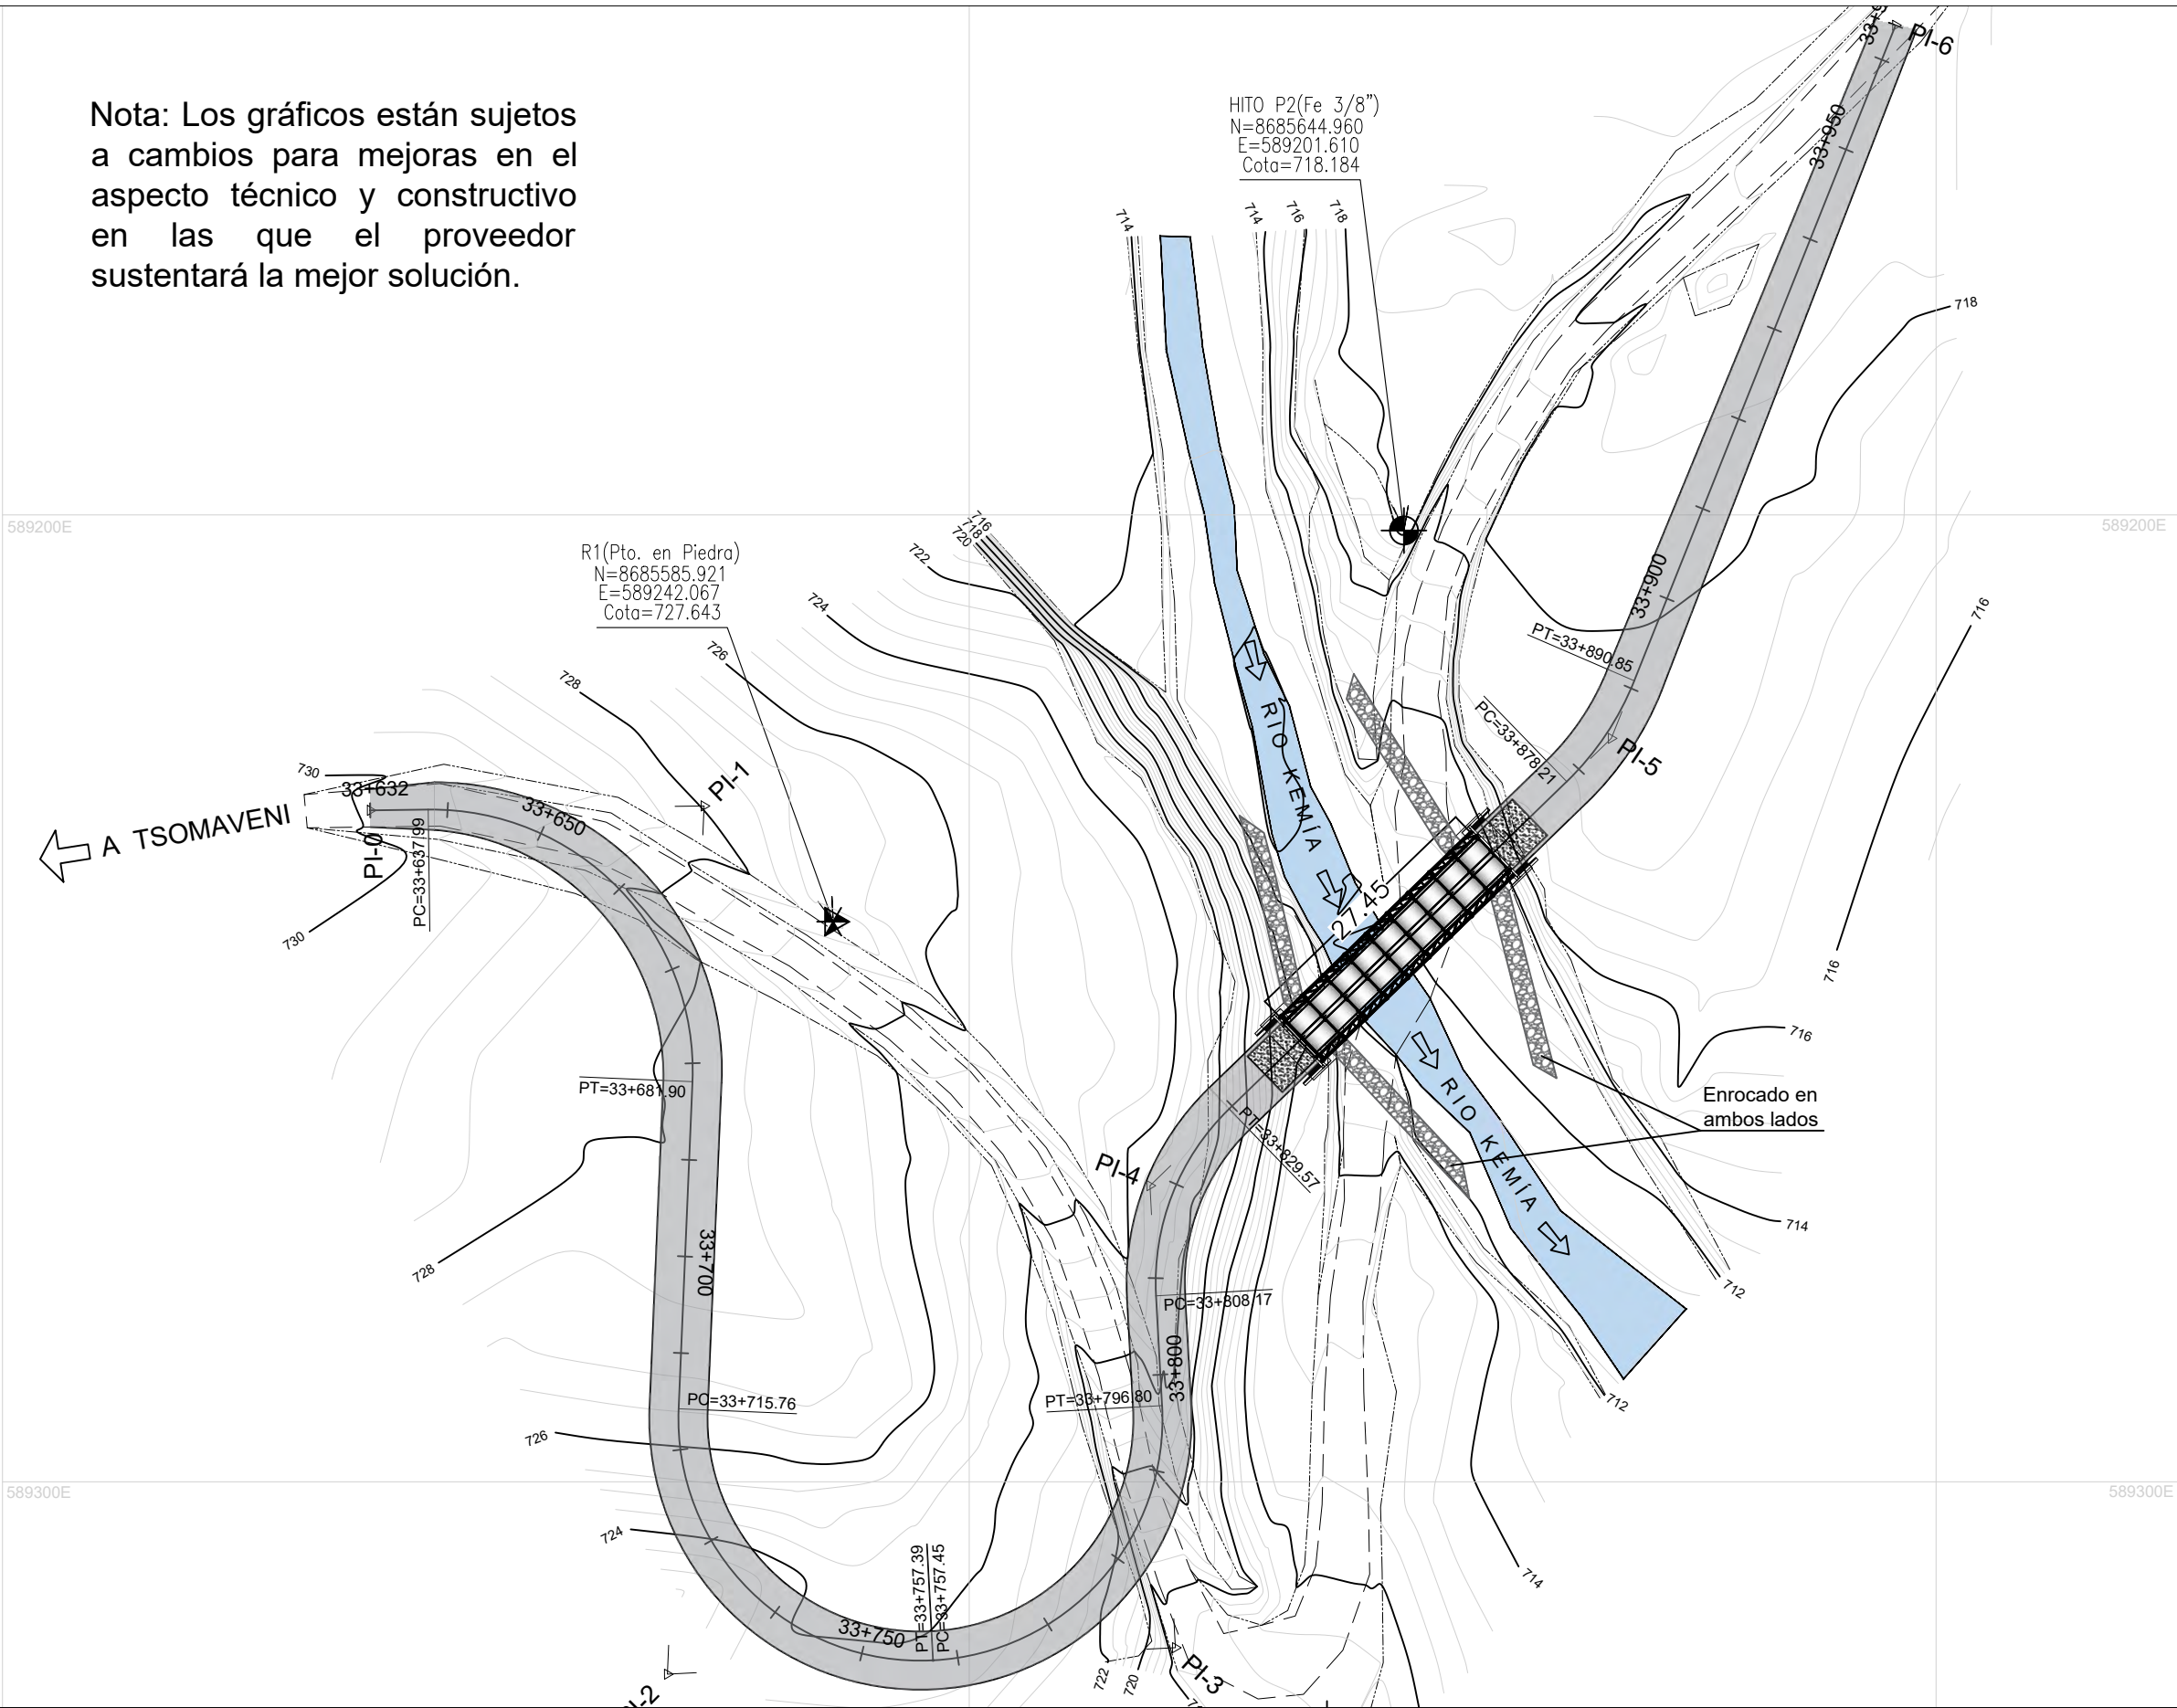 Nota: Los gráficos están sujetos
a cambios para mejoras en el
aspecto técnico y constructivo
en las que el proveedor
sustentará la mejor solución.
HITO P2(Fe 3/8")
N=8685644.960
E=589201.610
Cota=718.184
PI-6
33+950
714
714
716
718
718
589200E
589200E
716
718
720
722
724
726
728
R1(Pto. en Piedra)
N=8685585.921
E=589242.067
Cota=727.643
33+900
PT=33+890.85
716
PC=33+878.21
PI-5
RIO KEMÍA
730
33+632
33+650
PI-1
A TSOMAVENI
PI-0
PC=33+637.99
730
27.45
716
716
Enrocado en
ambos lados
PT=33+681.90
PT=33+829.57
RIO KEMÍA
PI-4
714
712
728
33+700
PC=33+808.17
33+800
PC=33+715.76
PT=33+796.80
712
726
589300E
589300E
724
714
PT=33+757.39
PC=33+757.45
33+750
722
720
PI-3